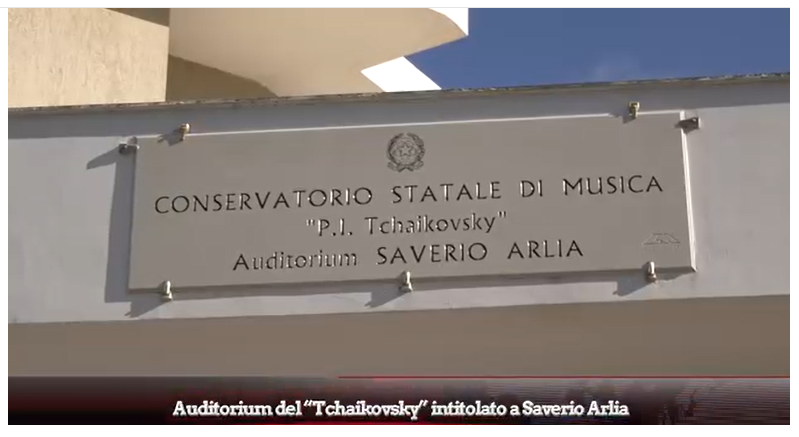 CONSERVATORIO STATALE DI MUSICA
"P.I. Tchaikovsky"
Auditorium SAVERIO ARLIA
Auditorium del “Tchaikovsky” intitolato a Saverio Arlia